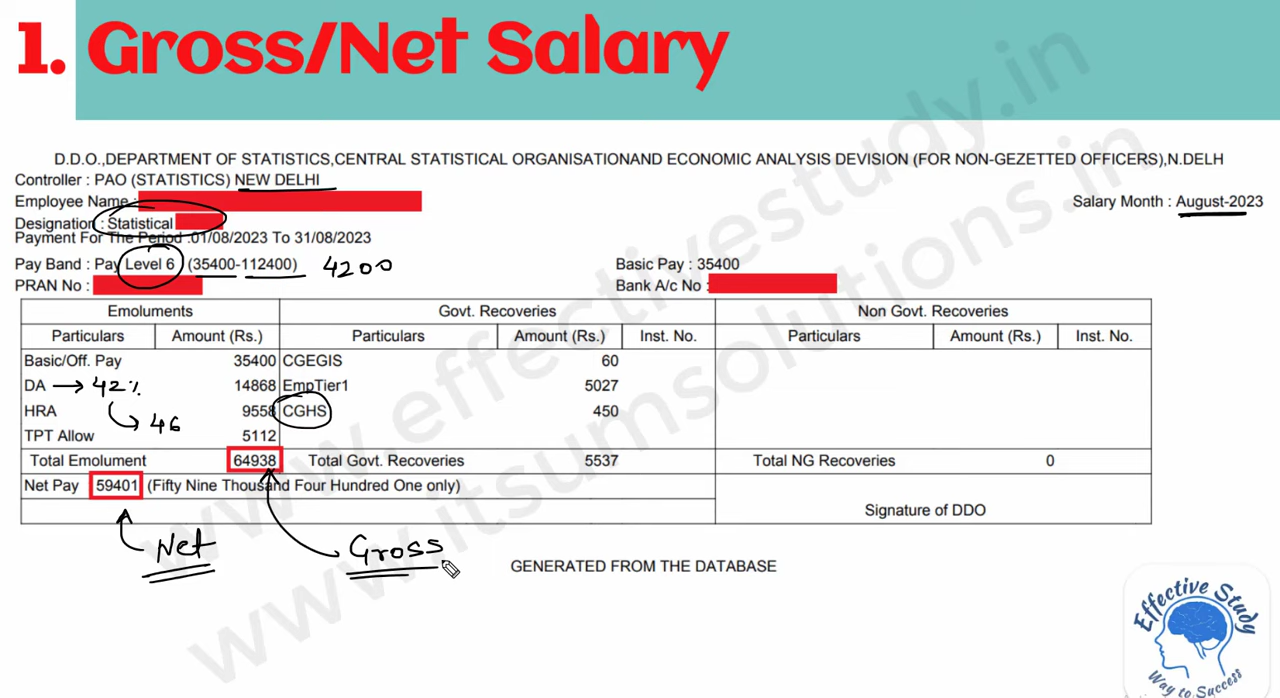 1. Gross/Net Salary
D.D.O.,DEPARTMENT OF STATISTICS,CENTRAL STATISTICAL ORGANISATIONAND ECONOMIC ANALYSIS DEVISION (FOR NON-GEZETTED OFFICERS),N.DELH
Controller : PAO (STATISTICS) NEW DELHI
Employee Name : Salary Month : August-2023
Designation : Statistical
Payment For The Period :01/08/2023 To 31/08/2023
Pay Band : Pay Level 6 (35400-112400) 4200 Basic Pay : 35400
PRAN No : Bank A/c No :
Emoluments Govt. Recoveries Non Govt. Recoveries
Particulars Amount (Rs.) Particulars Amount (Rs.) Inst. No. Particulars Amount (Rs.) Inst. No.
Basic/Off. Pay 35400 CGEGIS 60
DA → 42% 14868 EmpTier1 5027
HRA 46 9558 CGHS 450
TPT Allow 5112
Total Emolument 64938 Total Govt. Recoveries 5537 Total NG Recoveries 0
Net Pay 59401 (Fifty Nine Thousand Four Hundred One only)
Signature of DDO
Net Gross
GENERATED FROM THE DATABASE
www.effectivestudy.in
www.itsumsolutions.in
Effective Study
Way to Success